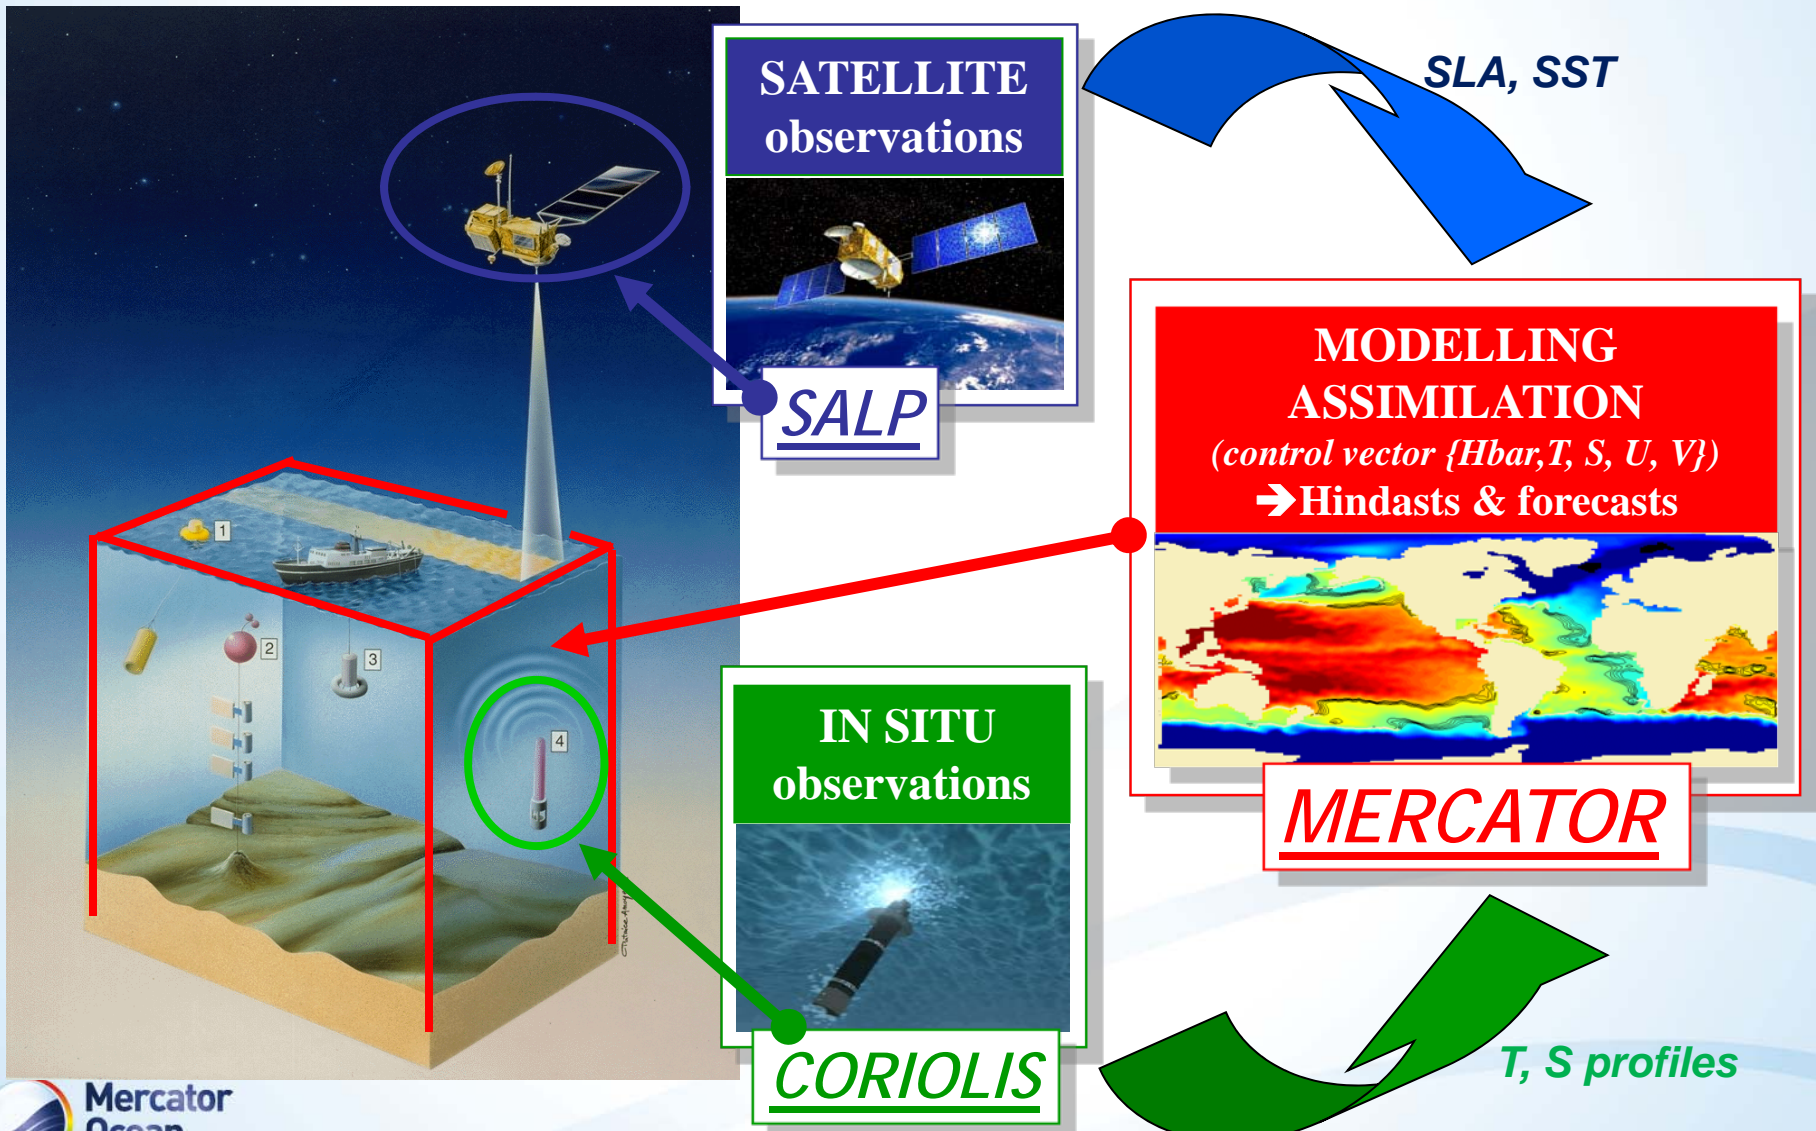 SATELLITE
observations
SALP
SLA, SST
MODELLING
ASSIMILATION
(control vector {Hbar,T, S, U, V})
➔Hindasts & forecasts
MERCATOR
1
2
3
4
IN SITU
observations
CORIOLIS
T, S profiles
Mercator
Ocean